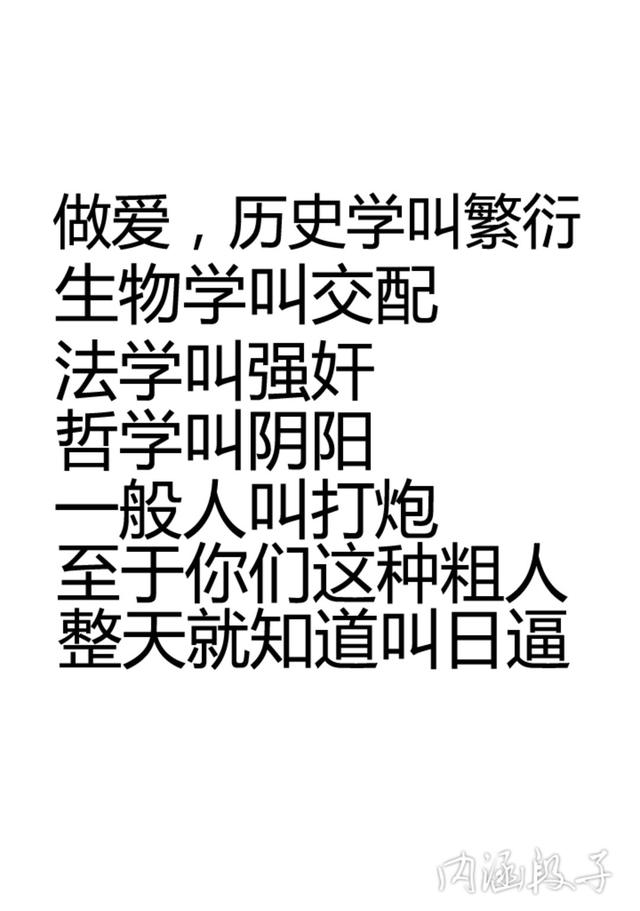 做爱，历史学叫繁衍
生物学叫交配
法学叫强奸
哲学叫阴阳
一般人叫打炮
至于你们这种粗人
整天就知道叫日逼
内涵段子